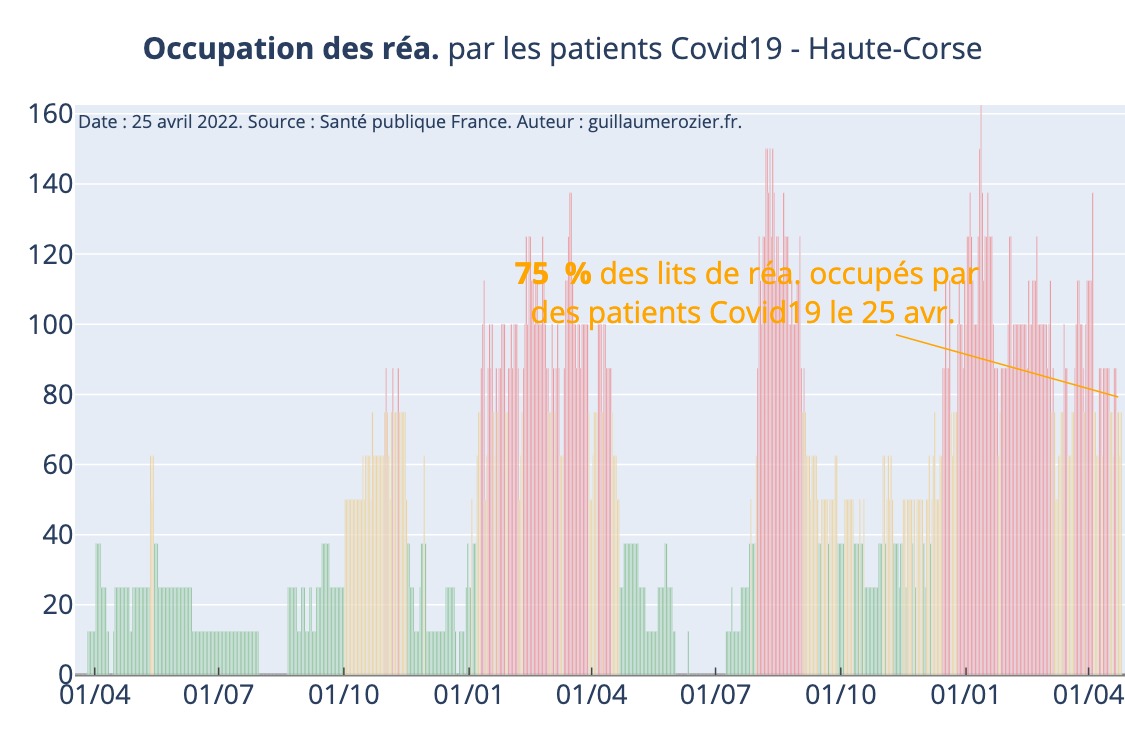 Occupation des réa. par les patients Covid19 - Haute-Corse
160
Date : 25 avril 2022. Source : Santé publique France. Auteur : guillaumerozier.fr.
140
120
75 % des lits de réa. occupés par
des patients Covid19 le 25 avr.
100
80
60
40
20
0
01/04 01/07 01/10 01/01 01/04 01/07 01/10 01/01 01/04